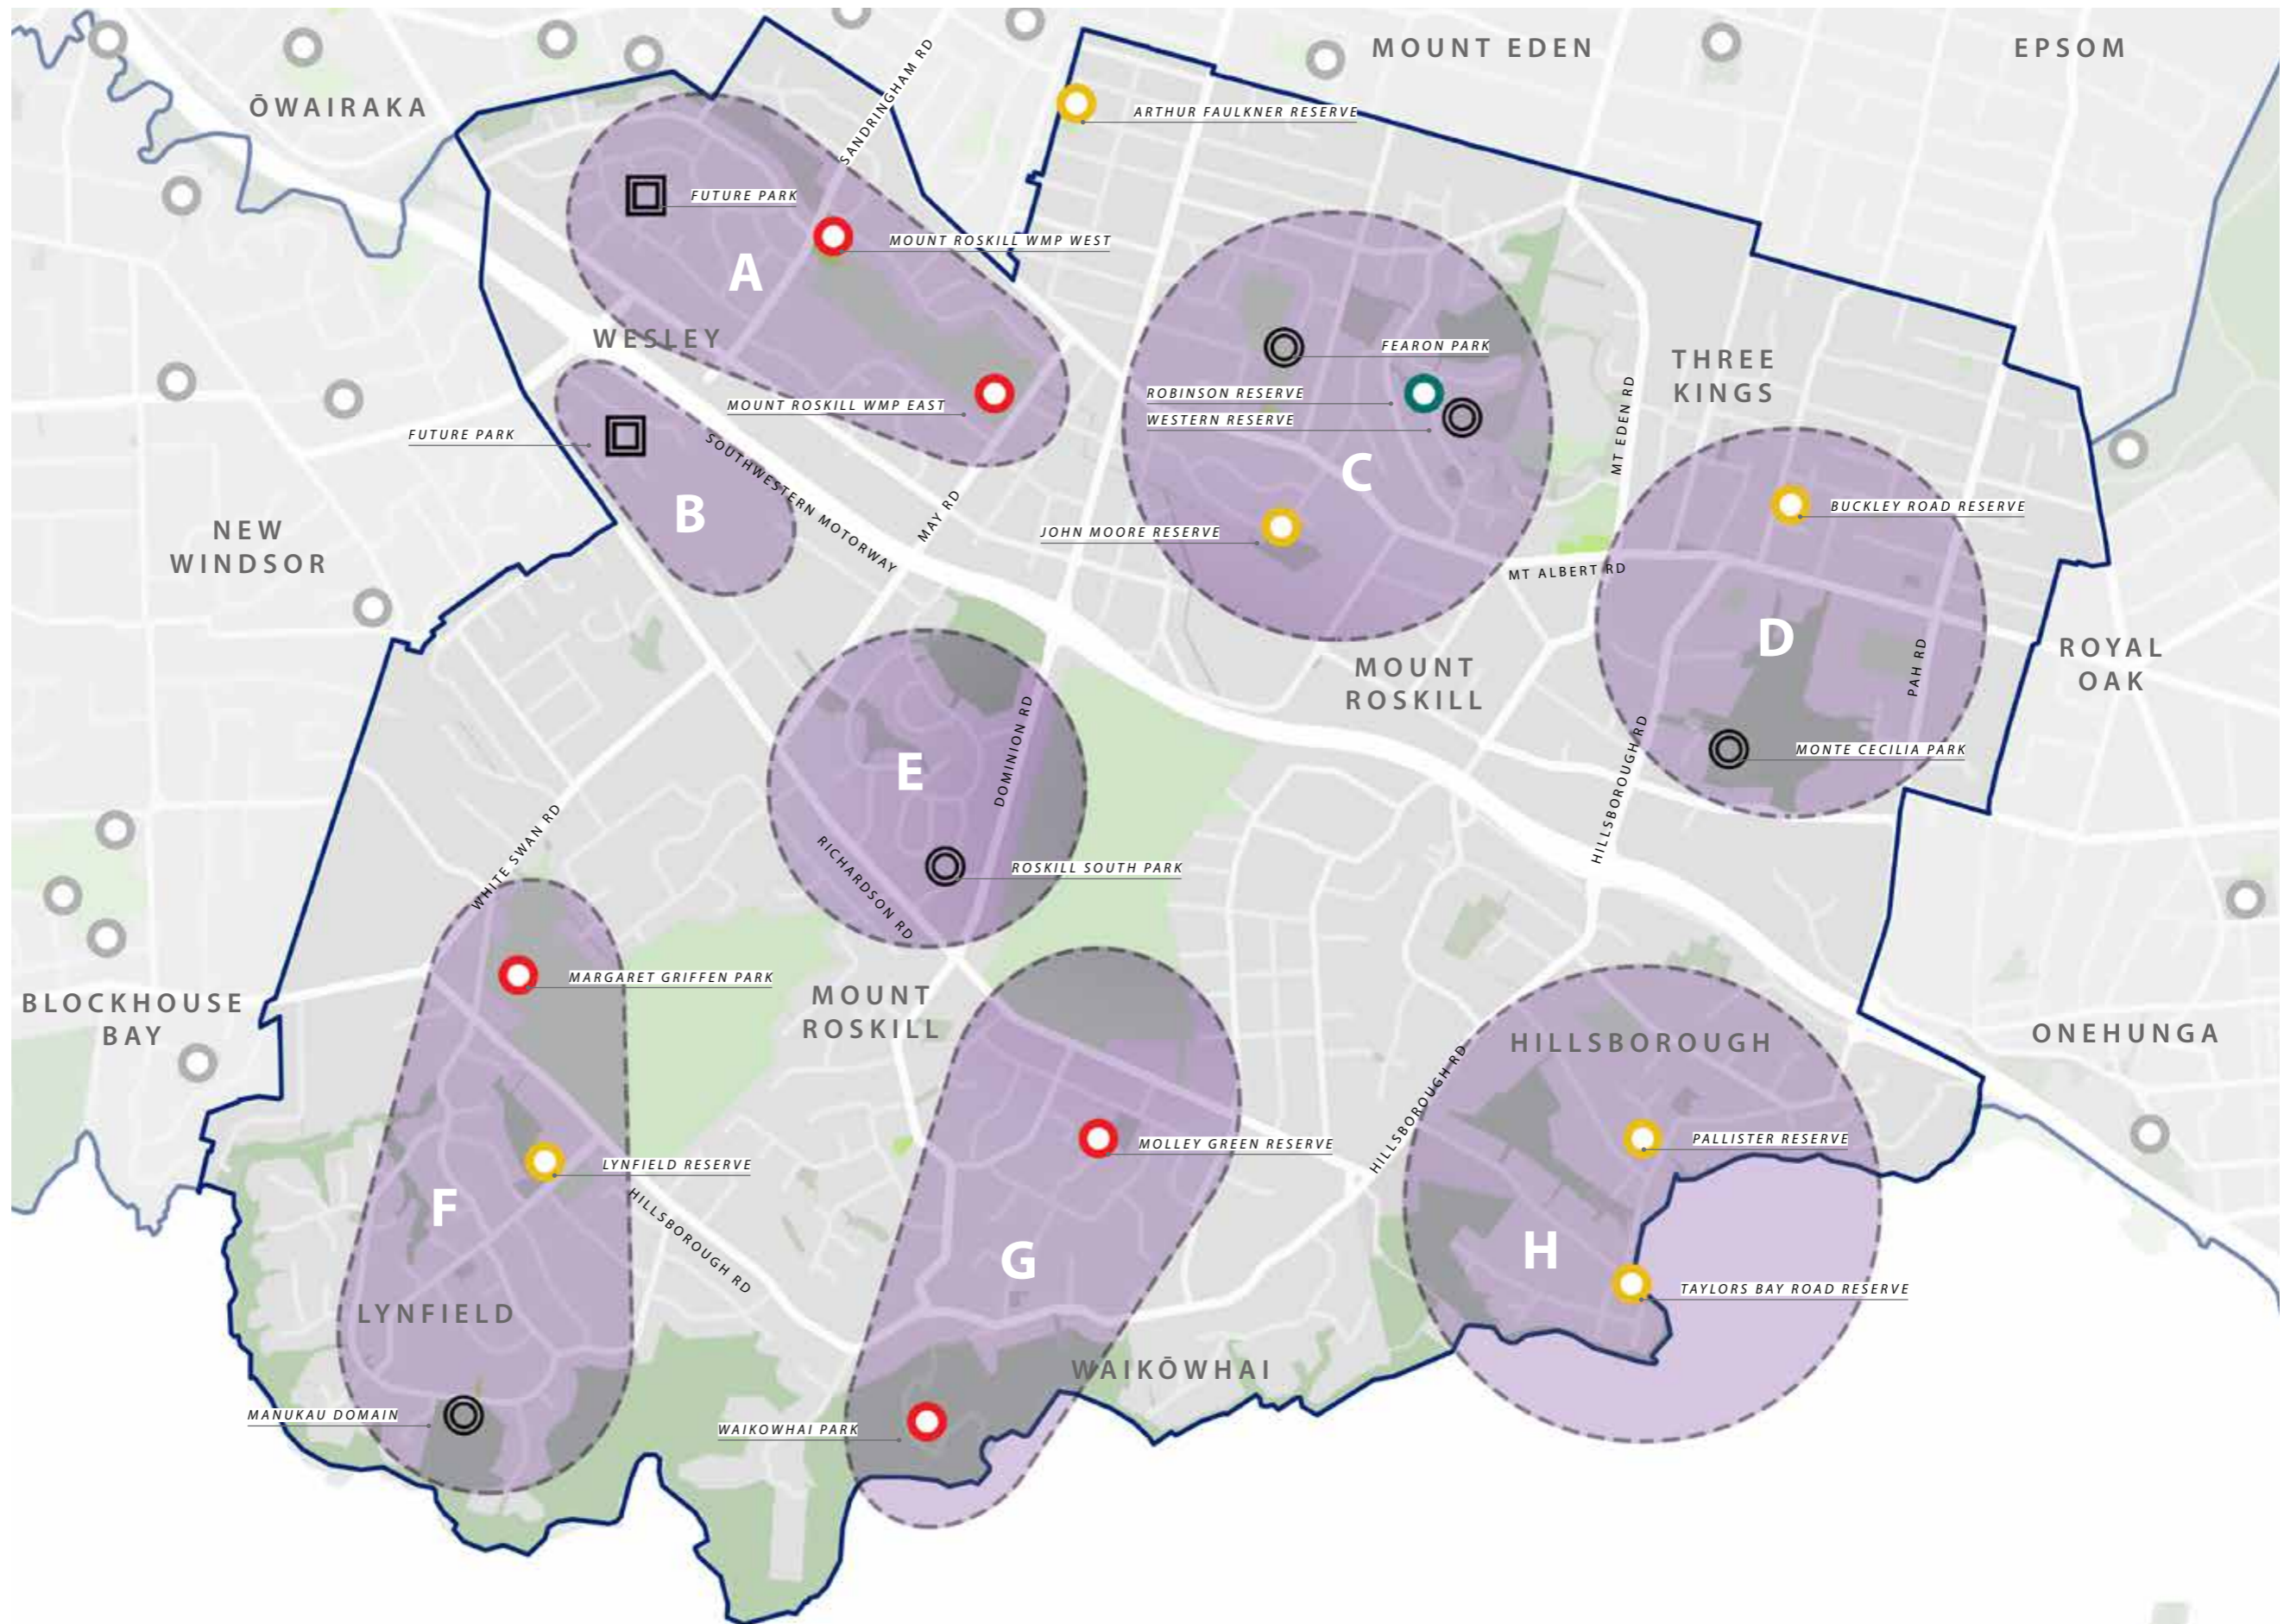 MOUNT EDEN
EPSOM
ŌWAIRAKA
SANDRINGHAM RD
ARTHUR FAULKNER RESERVE
FUTURE PARK
MOUNT ROSKILL WMP WEST
A
WESLEY
FEARON PARK
THREE
KINGS
ROBINSON RESERVE
MOUNT ROSKILL WMP EAST
WESTERN RESERVE
MT EDEN RD
FUTURE PARK
SOUTHWESTERN MOTORWAY
C
B
MAY RD
BUCKLEY ROAD RESERVE
NEW
WINDSOR
JOHN MOORE RESERVE
MT ALBERT RD
D
ROYAL
OAK
PAH RD
MOUNT
ROSKILL
DOMINION RD
HILLSBOROUGH RD
MONTE CECILIA PARK
E
WHITE SWAN RD
RICHARDSON RD
ROSKILL SOUTH PARK
MARGARET GRIFFEN PARK
BLOCKHOUSE
BAY
MOUNT
ROSKILL
HILLSBOROUGH
ONEHUNGA
HILLSBOROUGH RD
MOLLEY GREEN RESERVE
PALLISTER RESERVE
LYNFIELD RESERVE
F
HILLSBOROUGH RD
G
H
TAYLORS BAY ROAD RESERVE
LYNFIELD
WAIKŌWHAI
MANUKAU DOMAIN
WAIKOWHAI PARK